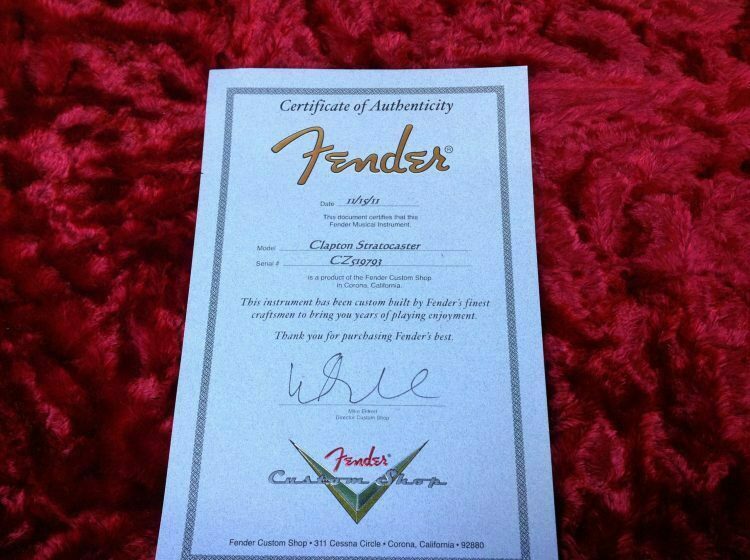 Certificate of Authenticity
Fender®
Date 11/15/11
This document certifies that this
Fender Musical Instrument.
Model Clapton Stratocaster
Serial # CZ519793
is a product of the Fender Custom Shop
in Corona, California.
This instrument has been custom built by Fender's finest
craftsmen to bring you years of playing enjoyment.
Thank you for purchasing Fender's best.
Mike Eldred
Director Custom Shop
Fender
Custom Shop
Fender Custom Shop • 311 Cessna Circle • Corona, California • 92880